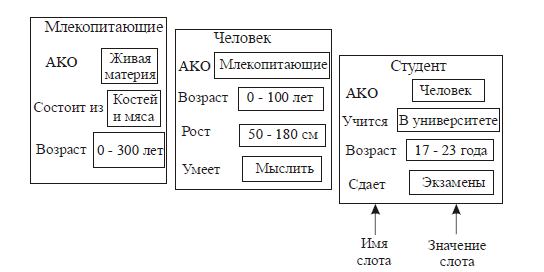 Млекопитающие
АКО
Живая
материя
Состоит из
Костей
и мяса
Возраст
0 - 300 лет
Человек
АКО
Млекопитающие
Возраст
0 - 100 лет
Рост
50 - 180 см
Умеет
Мыслить
Студент
АКО
Человек
Учится
В университете
Возраст
17 - 23 года
Сдает
Экзамены
Имя
слота
Значение
слота